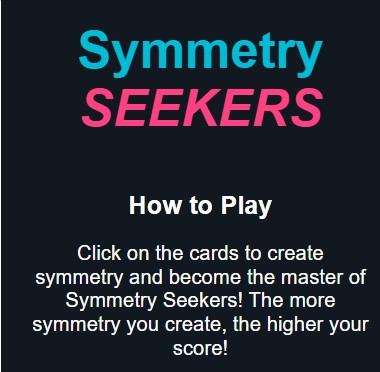 Symmetry
SEEKERS
How to Play
Click on the cards to create
symmetry and become the master of
Symmetry Seekers! The more
symmetry you create, the higher your
score!